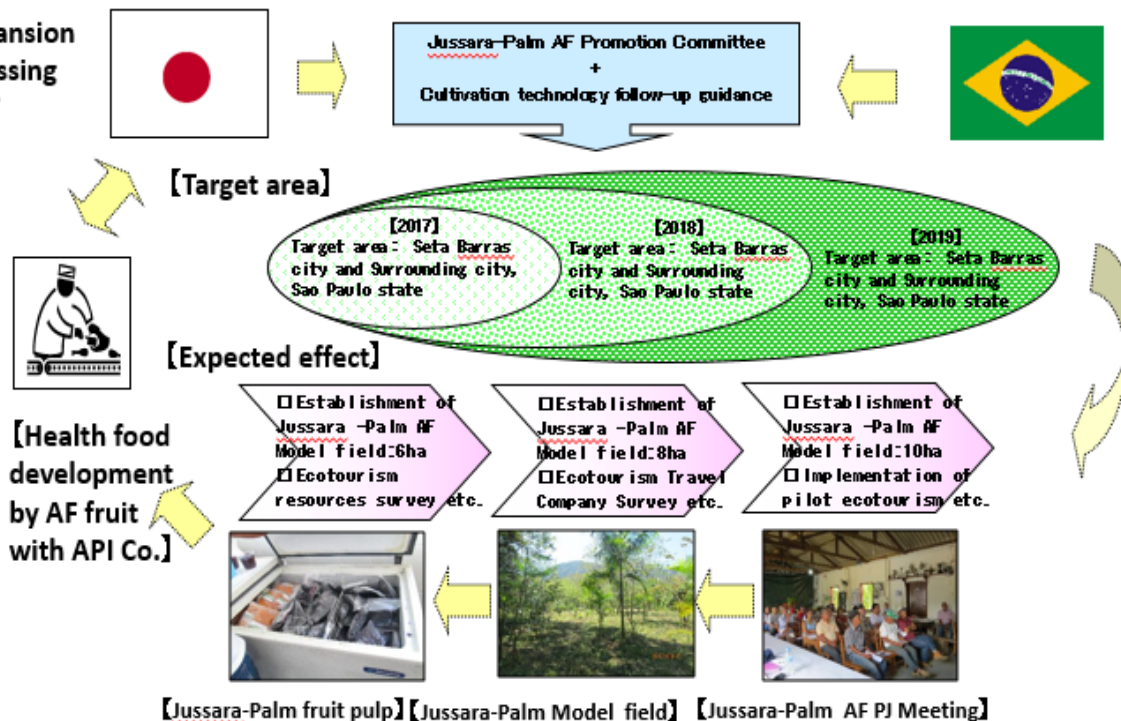 ansion
ssing
Jussara-Palm AF Promotion Committee
+
Cultivation technology follow-up guidance
【Target area】
[2017]
Target area: Seta Barras
city and Surrounding city,
Sao Paulo state
[2018]
Target area: Seta Barras
city and Surrounding
city, Sao Paulo state
[2019]
Target area: Seta Barras
city and Surrounding
city, Sao Paulo state
【Expected effect】
□Establishment of
Jussara -Palm AF
Model field:6ha
□Ecotourism
resources survey etc.
□Establishment of
Jussara -Palm AF
Model field:8ha
□Ecotourism Travel
Company Survey etc.
□Establishment of
Jussara -Palm AF
Model field:10ha
□Implementation of
pilot ecotourism etc.
【Health food
development
by AF fruit
with API Co.】
【Jussara-Palm fruit pulp】
【Jussara-Palm Model field】
【Jussara-Palm AF PJ Meeting】